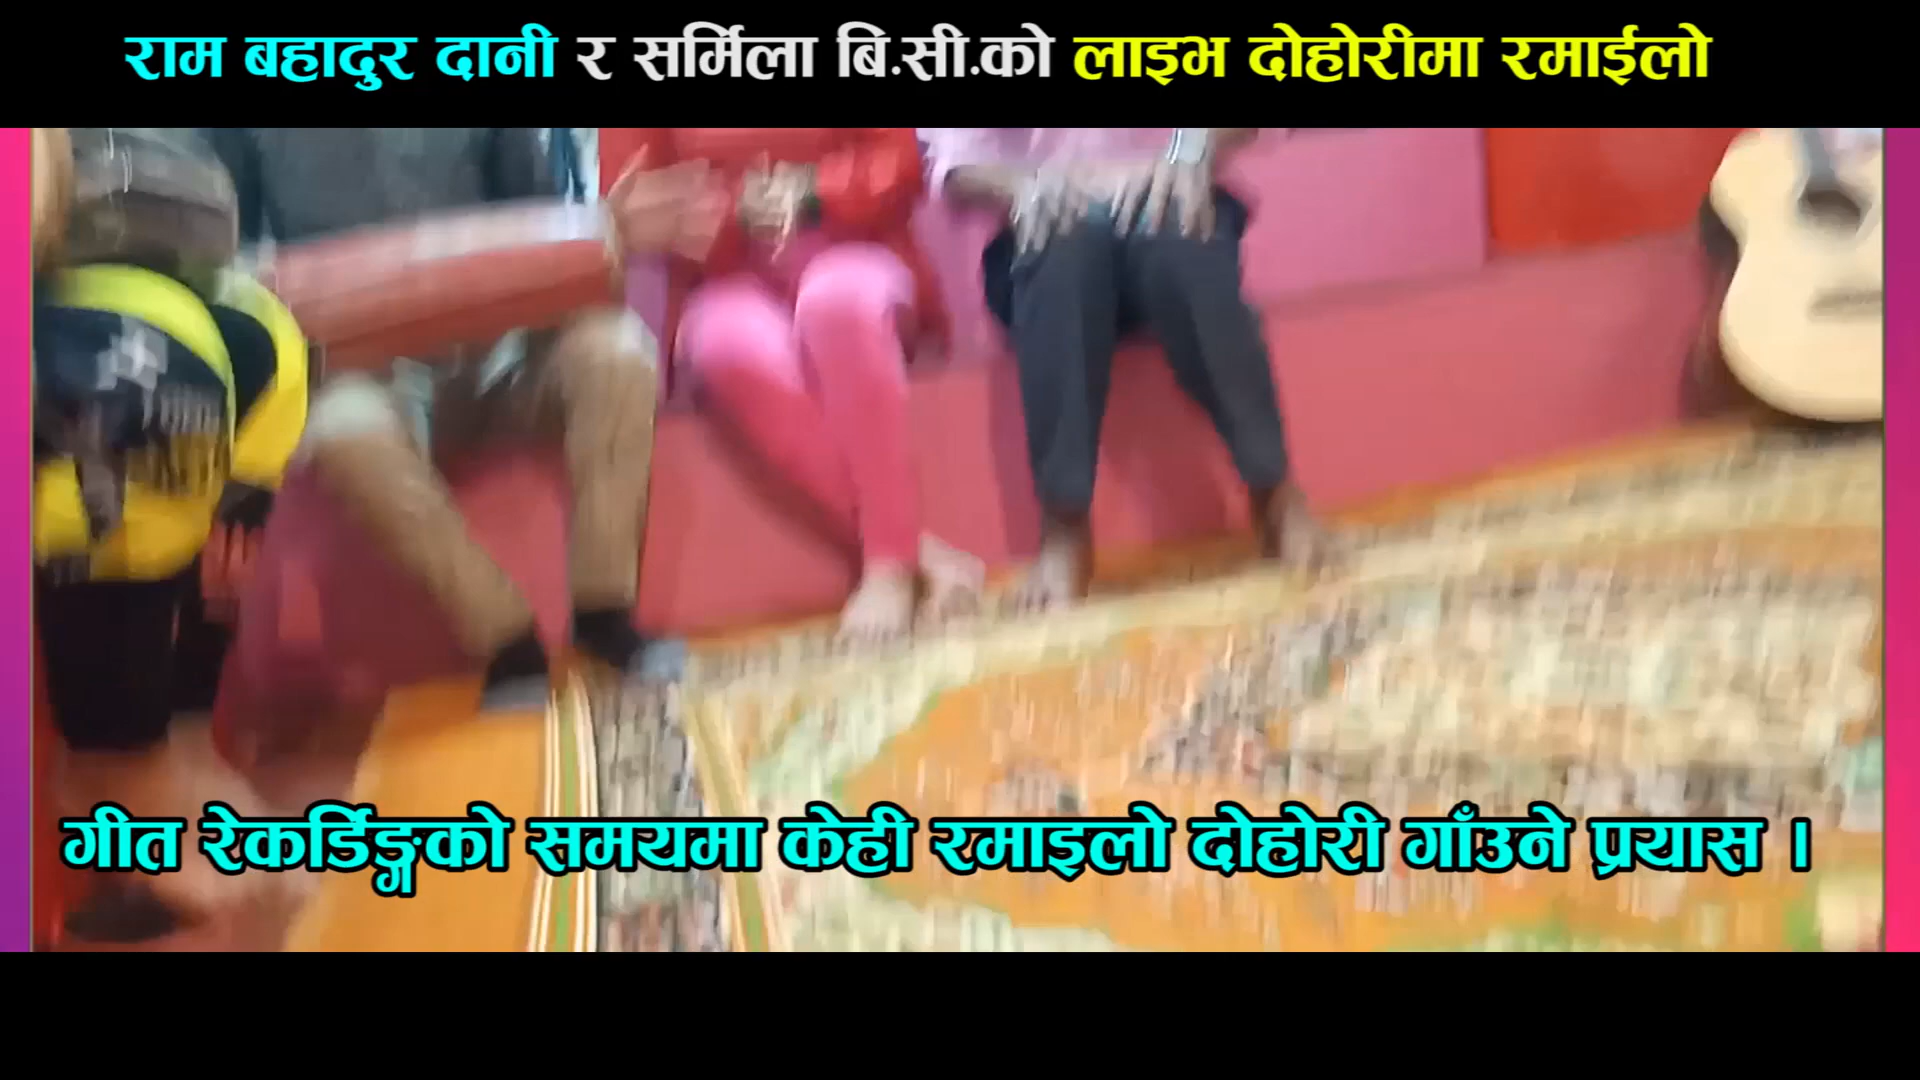 राम बहादुर दानी र सर्मिला बि.सी.को लाइभ दोहोरीमा रमाईलो
गीत रेकर्डिङ्गको समयमा केही रमाइलो दोहोरी गाँउने प्रयास ।